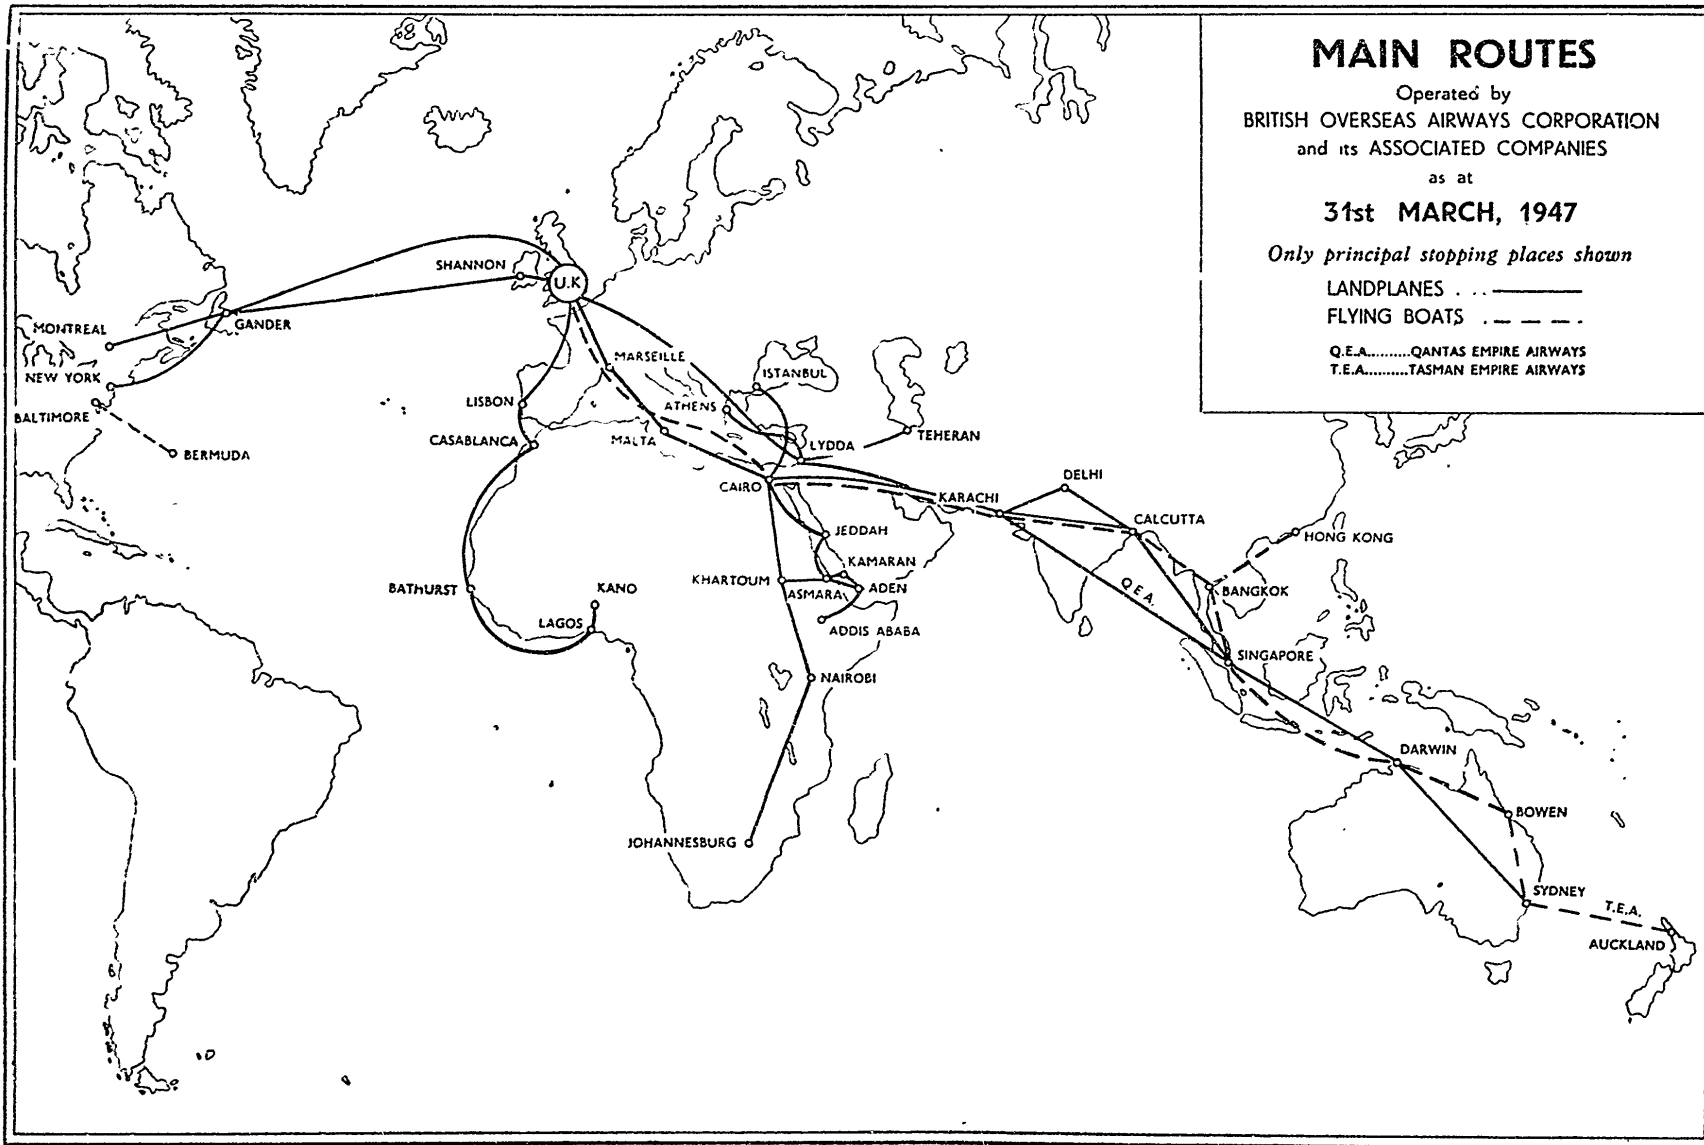 MAIN ROUTES
Operated by
BRITISH OVERSEAS AIRWAYS CORPORATION
and its ASSOCIATED COMPANIES
as at
31st MARCH, 1947
Only principal stopping places shown
LANDPLANES . ...
FLYING BOATS .
Q.E.A..........QANTAS EMPIRE AIRWAYS
T.E.A..........TASMAN EMPIRE AIRWAYS
SHANNON
U.K
GANDER
MONTREAL
NEW YORK
BALTIMORE
BERMUDA
MARSEILLE
ISTANBUL
LISBON
ATHENS
CASABLANCA
MALTA
LYDDA
TEHERAN
CAIRO
KARACHI
DELHI
CALCUTTA
HONG KONG
JEDDAH
KAMARAN
KHARTOUM
ASMARA
ADEN
BATHURST
KANO
LAGOS
ADDIS ABABA
Q.E.A.
BANGKOK
SINGAPORE
NAIROBI
DARWIN
BOWEN
JOHANNESBURG
SYDNEY
T.E.A.
AUCKLAND